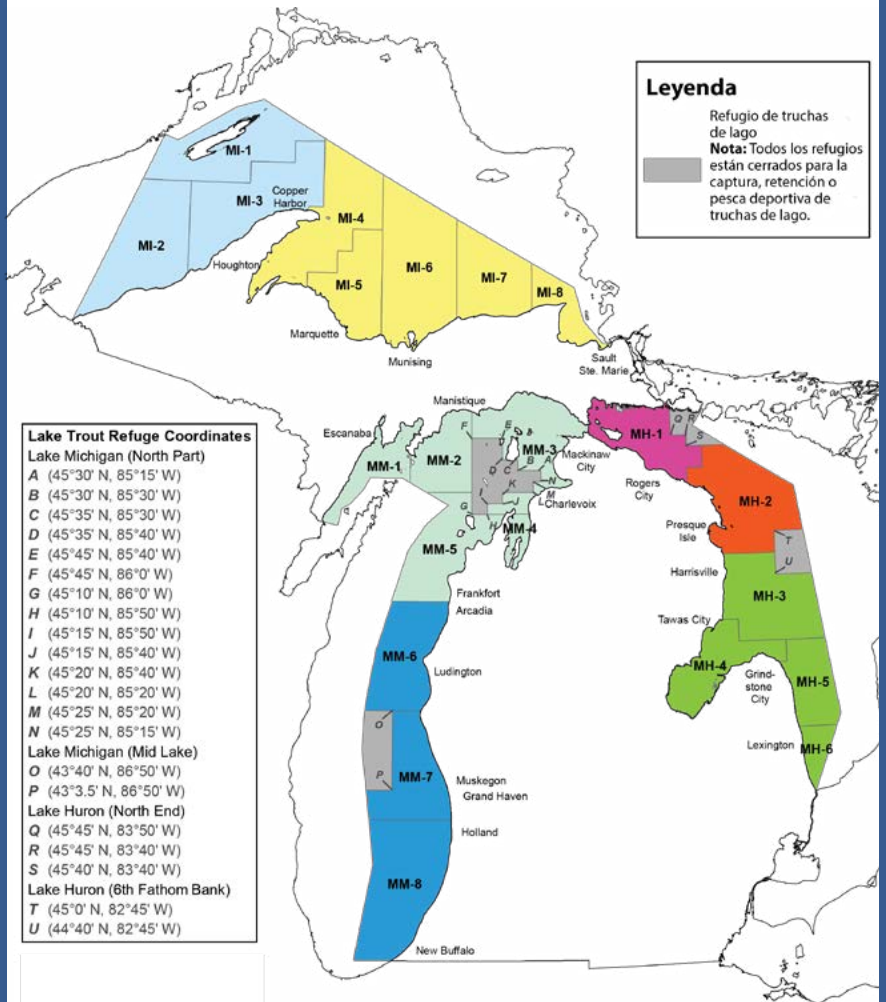 Leyenda
Refugio de truchas
de lago
Nota: Todos los refugios
están cerrados para la
captura, retención o
pesca deportiva de
truchas de lago.
MI-1
MI-3
Copper
Harbor
MI-2
Houghton
MI-4
MI-5
MI-6
MI-7
MI-8
Marquette
Munising
Sault
Ste. Marie
Manistique
Escanaba
MM-1
MM-2
F
E
A
MM-3
B
A
D
C
K
I
J
N
M
L
Charlevoix
G
H
MM-4
MM-5
Mackinaw
City
MH-1
Q
R
S
Rogers
City
MH-2
Presque
Isle
T
U
Harrisville
MH-3
Tawas City
MH-4
Grind-
stone
City
MH-5
Lexington
MH-6
Frankfort
Arcadia
MM-6
Ludington
O
P
MM-7
Muskegon
Grand Haven
Holland
MM-8
New Buffalo
Lake Trout Refuge Coordinates
Lake Michigan (North Part)
A (45°30' N, 85°15' W)
B (45°30' N, 85°30' W)
C (45°35' N, 85°30' W)
D (45°35' N, 85°40' W)
E (45°45' N, 85°40' W)
F (45°45' N, 86°0' W)
G (45°10' N, 86°0' W)
H (45°10' N, 85°50' W)
I (45°15' N, 85°50' W)
J (45°15' N, 85°40' W)
K (45°20' N, 85°40' W)
L (45°20' N, 85°20' W)
M (45°25' N, 85°20' W)
N (45°25' N, 85°15' W)
Lake Michigan (Mid Lake)
O (43°40' N, 86°50' W)
P (43°3.5' N, 86°50' W)
Lake Huron (North End)
Q (45°45' N, 83°50' W)
R (45°45' N, 83°40' W)
S (45°40' N, 83°40' W)
Lake Huron (6th Fathom Bank)
T (45°0' N, 82°45' W)
U (44°40' N, 82°45' W)